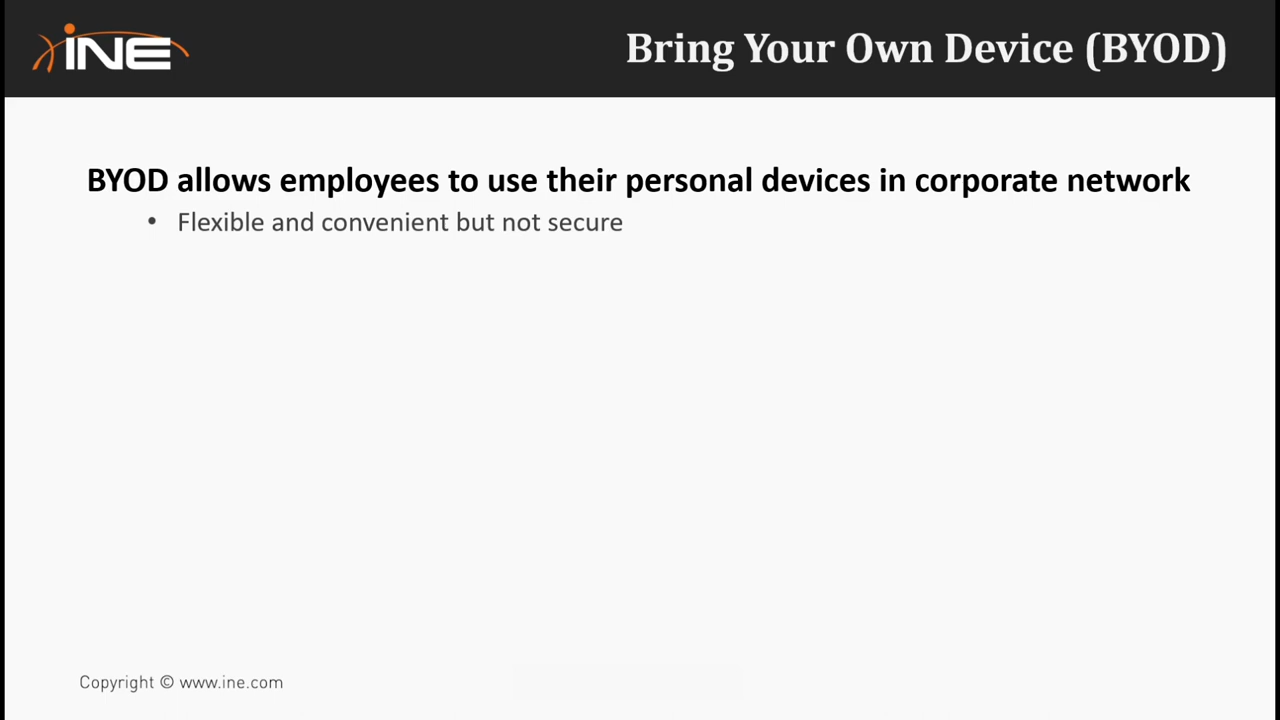 INE
Bring Your Own Device (BYOD)
BYOD allows employees to use their personal devices in corporate network
• Flexible and convenient but not secure
Copyright © www.ine.com